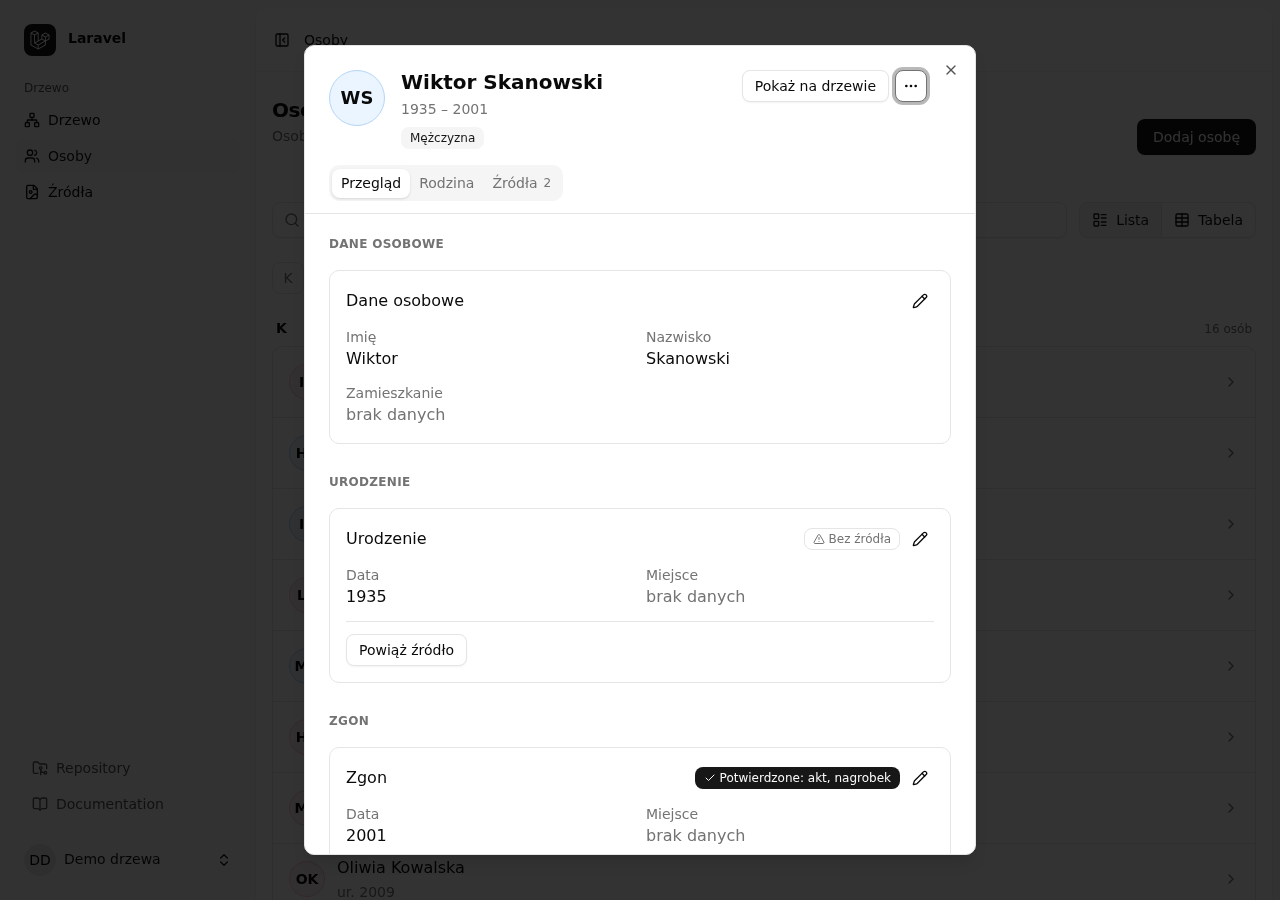 Laravel
Osoby
Drzewo
Drzewo
Osoby
Źródła
Dodaj osobę
Lista
Tabela
K
K
16 osób
WS
Wiktor Skanowski
1935 – 2001
Mężczyzna
Pokaż na drzewie
Przegląd
Rodzina
Źródła 2
DANE OSOBOWE
Dane osobowe
Imię
Nazwisko
Wiktor
Skanowski
Zamieszkanie
brak danych
URODZENIE
Urodzenie
Bez źródła
Data
Miejsce
1935
brak danych
Powiąż źródło
ZGON
Zgon
Potwierdzone: akt, nagrobek
Data
Miejsce
2001
brak danych
Repository
Documentation
DD
Demo drzewa
OK
Oliwia Kowalska
ur. 2009